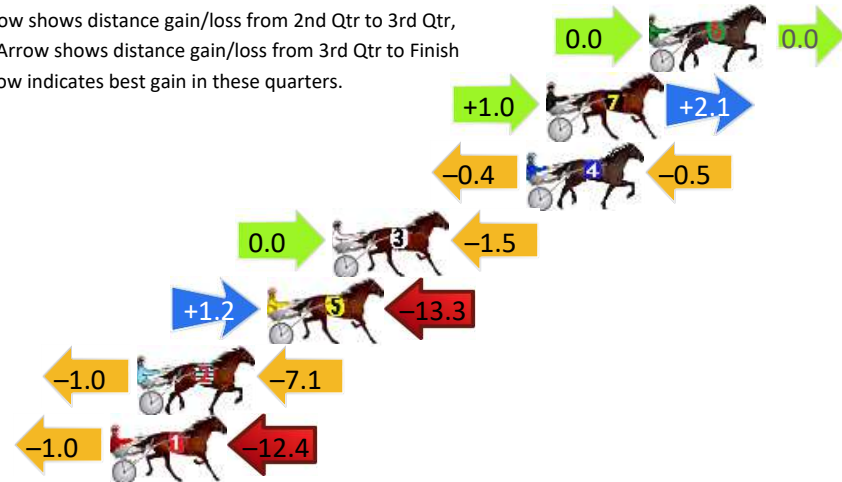 ow shows distance gain/loss from 2nd Qtr to 3rd Qtr,
Arrow shows distance gain/loss from 3rd Qtr to Finish
ow indicates best gain in these quarters.
0.0 6 0.0
+1.0 7 +2.1
−0.4 4 −0.5
0.0 3 −1.5
+1.2 5 −13.3
−1.0 2 −7.1
−1.0 1 −12.4